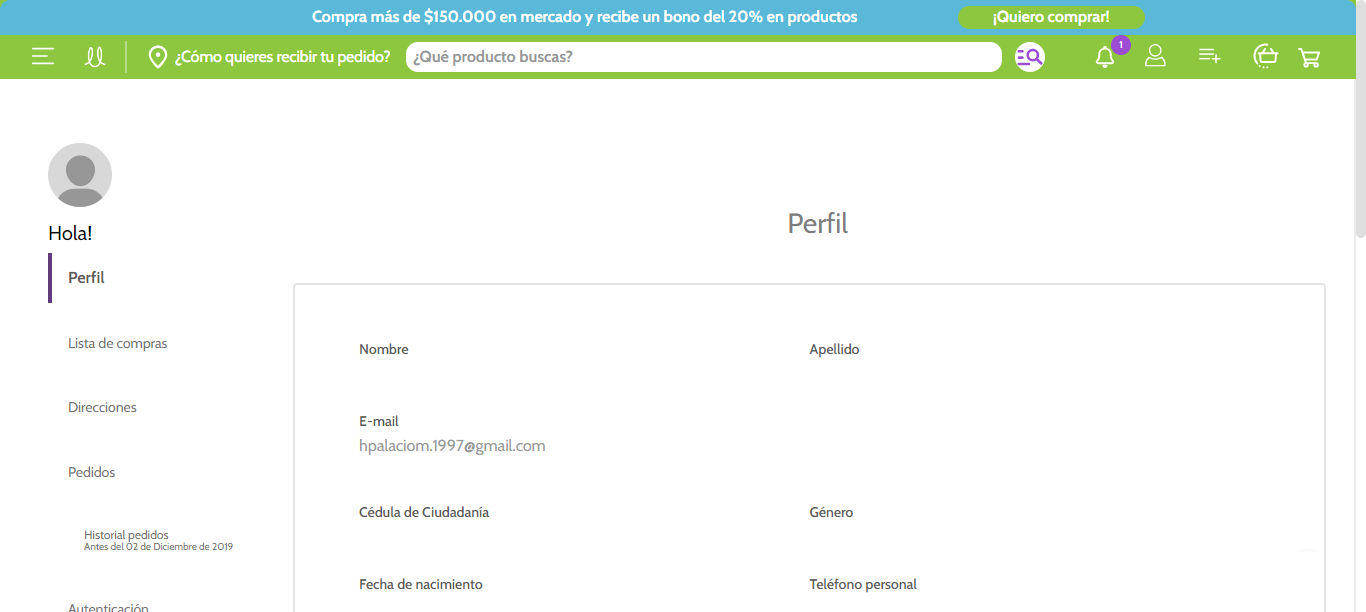 Compra más de $150.000 en mercado y recibe un bono del 20% en productos
¡Quiero comprar!
¿Cómo quieres recibir tu pedido?
¿Qué producto buscas?
1
Hola!
Perfil
Perfil
Lista de compras
Direcciones
Pedidos
Historial pedidos
Antes del 02 de Diciembre de 2019
Autenticación
Nombre
Apellido
E-mail
hpalaciom.1997@gmail.com
Cédula de Ciudadanía
Género
Fecha de nacimiento
Teléfono personal